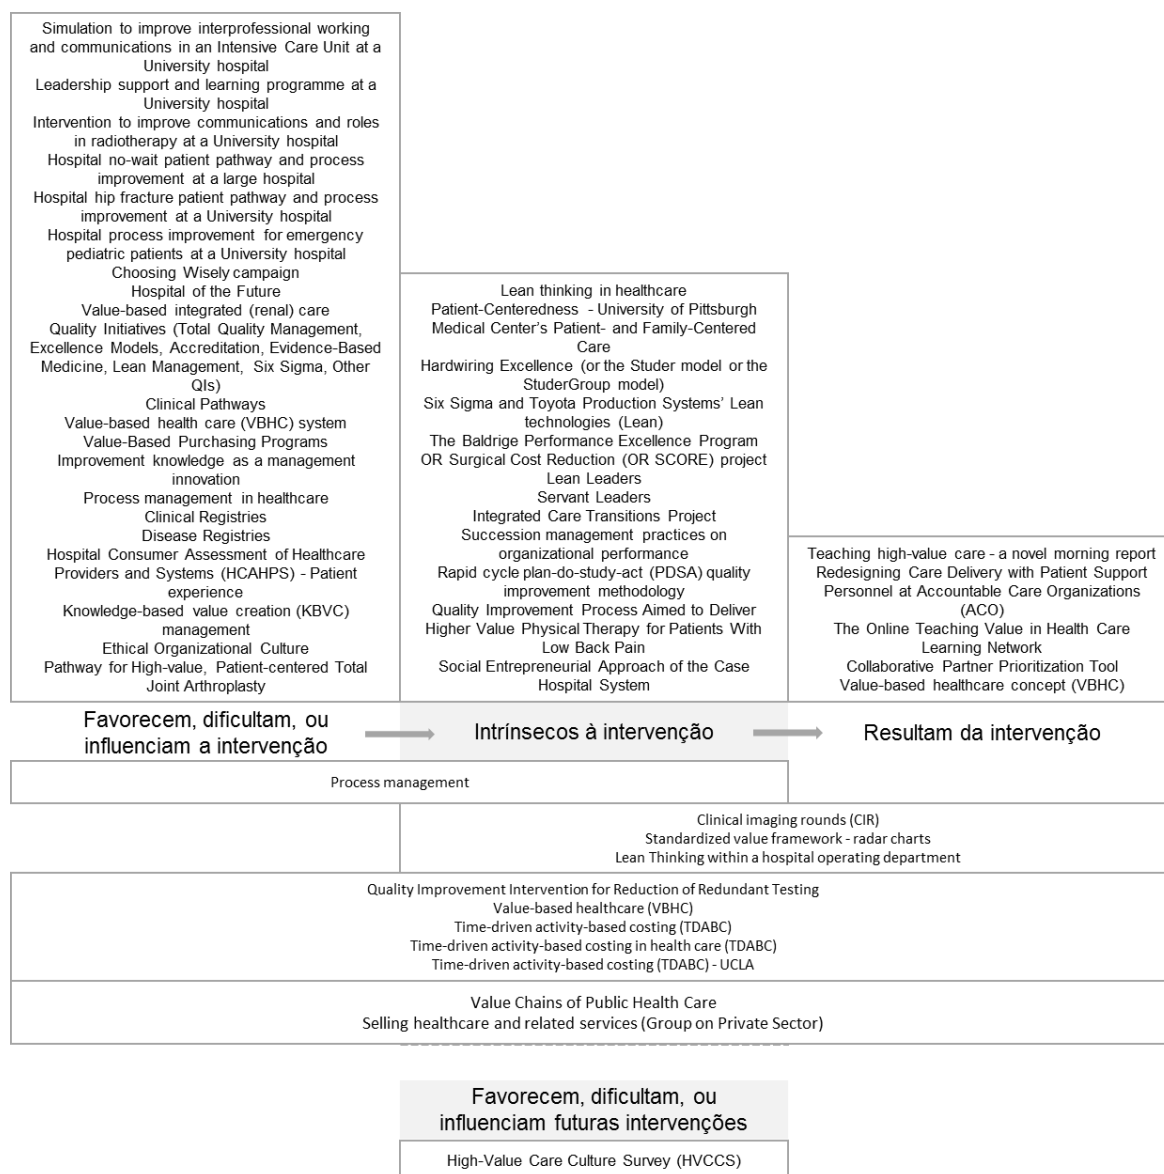 Simulation to improve interprofessional working
and communications in an Intensive Care Unit at a
University hospital
Leadership support and learning programme at a
University hospital
Intervention to improve communications and roles
in radiotherapy at a University hospital
Hospital no-wait patient pathway and process
improvement at a large hospital
Hospital hip fracture patient pathway and process
improvement at a University hospital
Hospital process improvement for emergency
pediatric patients at a University hospital
Choosing Wisely campaign
Hospital of the Future
Value-based integrated (renal) care
Quality Initiatives (Total Quality Management,
Excellence Models, Accreditation, Evidence-Based
Medicine, Lean Management, Six Sigma, Other
QIs)
Clinical Pathways
Value-based health care (VBHC) system
Value-Based Purchasing Programs
Improvement knowledge as a management
innovation
Process management in healthcare
Clinical Registries
Disease Registries
Hospital Consumer Assessment of Healthcare
Providers and Systems (HCAHPS) - Patient
experience
Knowledge-based value creation (KBVC)
management
Ethical Organizational Culture
Pathway for High-value, Patient-centered Total
Joint Arthroplasty
Lean thinking in healthcare
Patient-Centeredness - University of Pittsburgh
Medical Center's Patient- and Family-Centered
Care
Hardwiring Excellence (or the Studer model or the
StuderGroup model)
Six Sigma and Toyota Production Systems' Lean
technologies (Lean)
The Baldrige Performance Excellence Program
OR Surgical Cost Reduction (OR SCORE) project
Lean Leaders
Servant Leaders
Integrated Care Transitions Project
Succession management practices on
organizational performance
Rapid cycle plan-do-study-act (PDSA) quality
improvement methodology
Quality Improvement Process Aimed to Deliver
Higher Value Physical Therapy for Patients With
Low Back Pain
Social Entrepreneurial Approach of the Case
Hospital System
Teaching high-value care - a novel morning report
Redesigning Care Delivery with Patient Support
Personnel at Accountable Care Organizations
(ACO)
The Online Teaching Value in Health Care
Learning Network
Collaborative Partner Prioritization Tool
Value-based healthcare concept (VBHC)
Favorecem, dificultam, ou
influenciam a intervenção
Intrínsecos à intervenção
Resultam da intervenção
Process management
Clinical imaging rounds (CIR)
Standardized value framework - radar charts
Lean Thinking within a hospital operating department
Quality Improvement Intervention for Reduction of Redundant Testing
Value-based healthcare (VBHC)
Time-driven activity-based costing (TDABC)
Time-driven activity-based costing in health care (TDABC)
Time-driven activity-based costing (TDABC) - UCLA
Value Chains of Public Health Care
Selling healthcare and related services (Group on Private Sector)
Favorecem, dificultam, ou
influenciam futuras intervenções
High-Value Care Culture Survey (HVCCS)